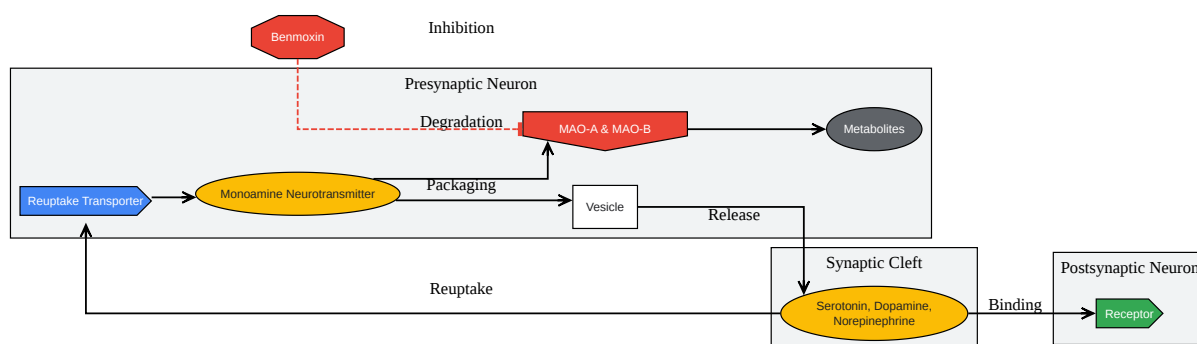 Benmoxin
Inhibition
Presynaptic Neuron
Degradation
MAO-A & MAO-B
Metabolites
Reuptake Transporter
Monoamine Neurotransmitter
Packaging
Vesicle
Release
Synaptic Cleft
Postsynaptic Neuron
Reuptake
Serotonin, Dopamine,
Norepinephrine
Binding
Receptor